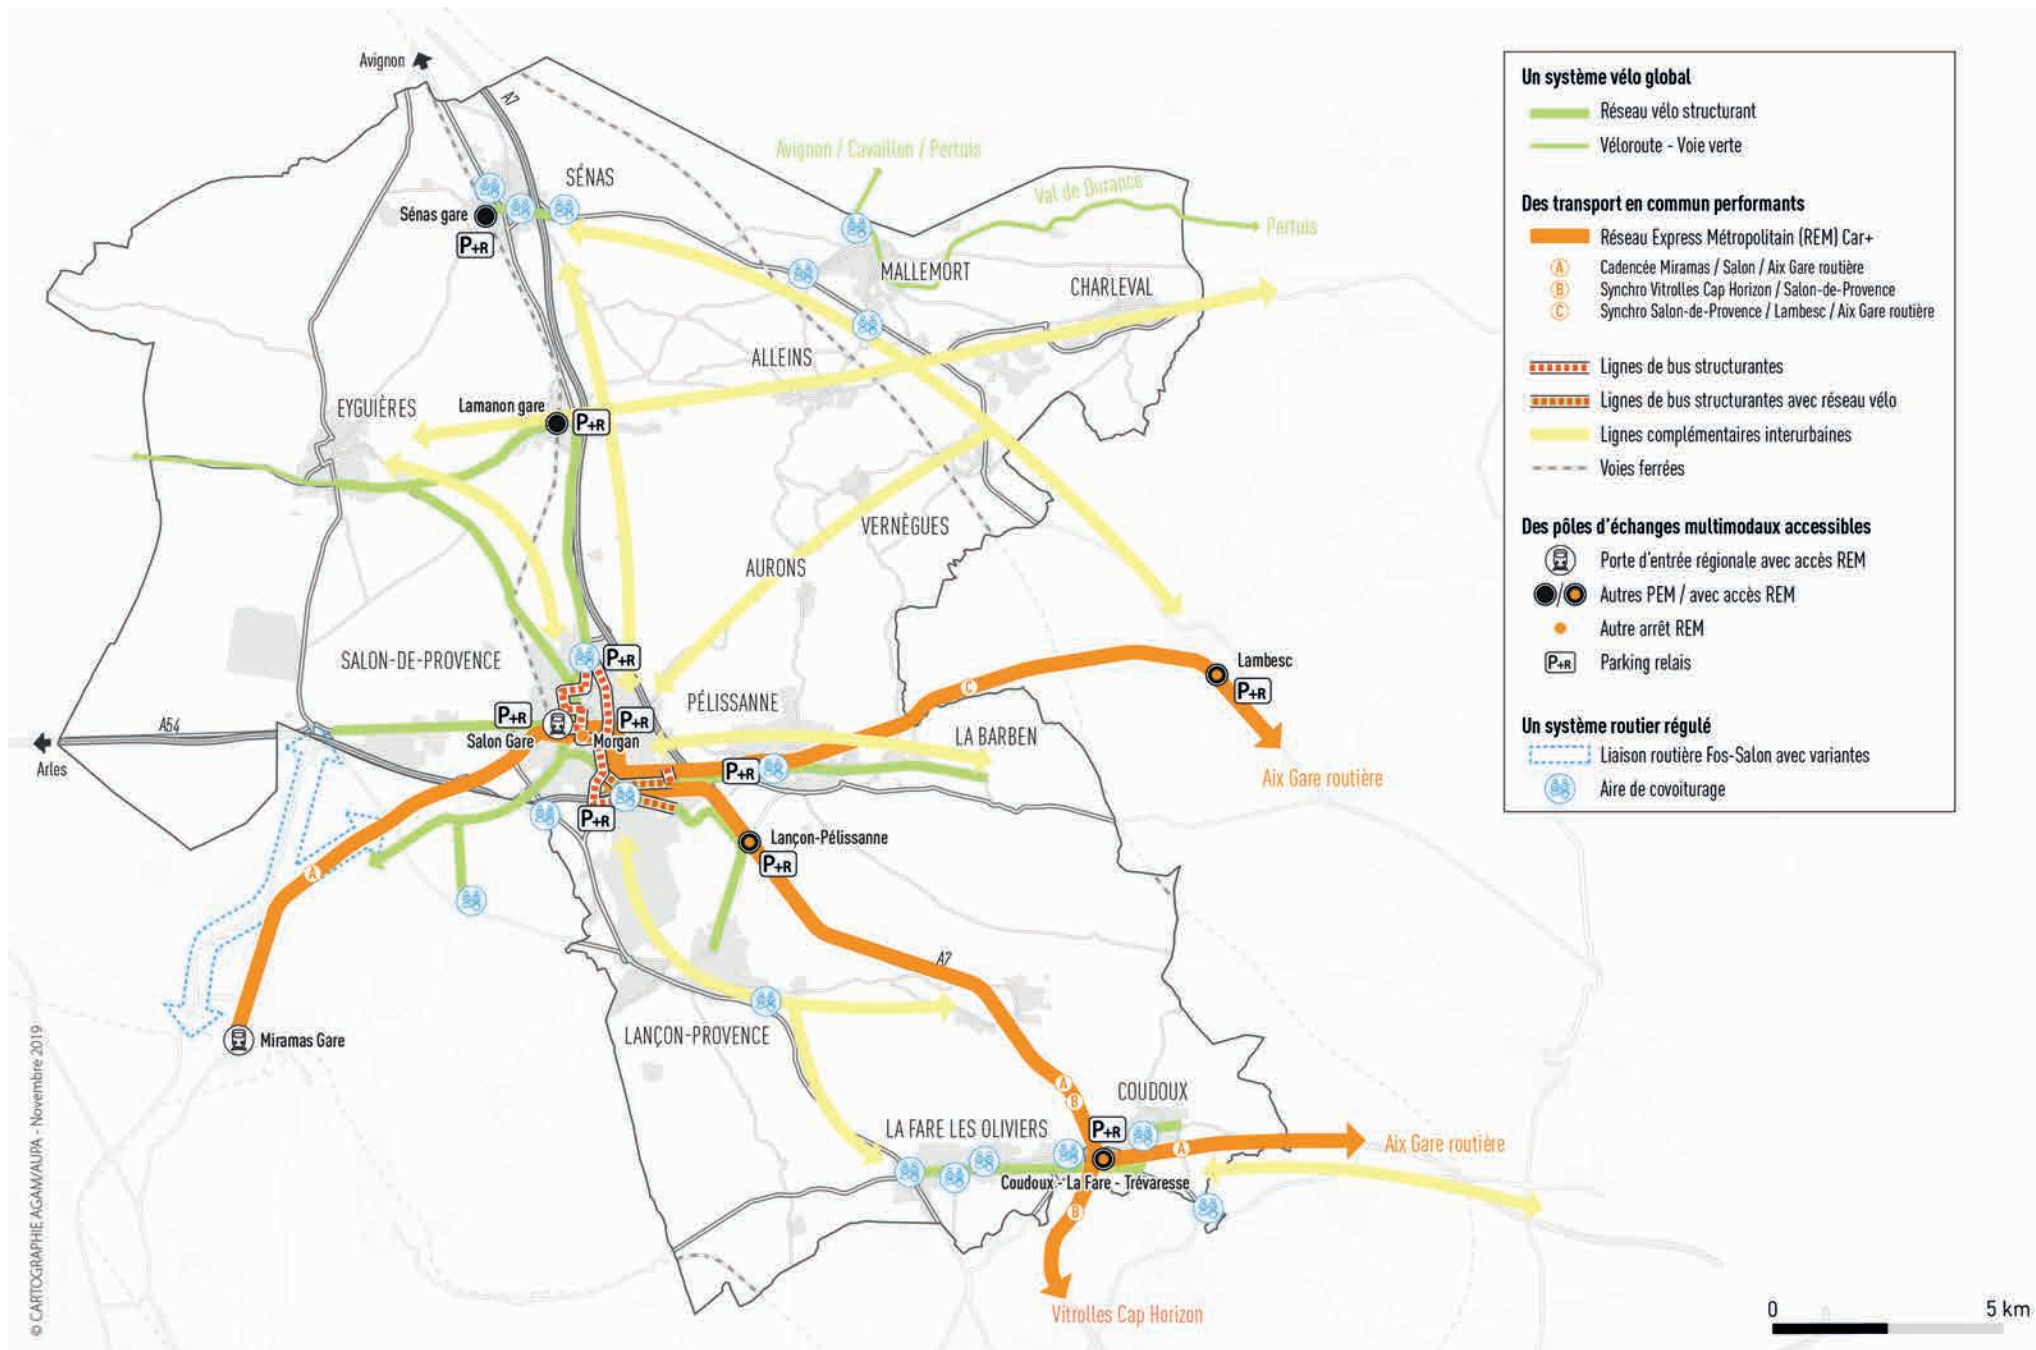 Avignon
A7
Avignon / Cavaillon / Pertuis
SÉNAS
Val de Durance
Sénas gare
P+R
Pertuis
MALLEMORT
CHARLEVAL
ALLEINS
EYGUIÈRES
Lamanon gare
P+R
VERNÈGUES
AURONS
SALON-DE-PROVENCE
P+R
Lambesc
P+R
C
PÉLISSANNE
P+R
P+R
A54
Salon Gare
Morgan
LA BARBEN
Arles
P+R
Aix Gare routière
P+R
Lançon-Pélissanne
P+R
A
A7
Miramas Gare
LANÇON-PROVENCE
A
B
COUDOUX
LA FARE LES OLIVIERS
P+R
A
Aix Gare routière
Coudoux - La Fare - Trévaresse
B
Vitrolles Cap Horizon
Un système vélo global
Réseau vélo structurant
Véloroute - Voie verte
Des transport en commun performants
Réseau Express Métropolitain (REM) Car+
A Cadencée Miramas / Salon / Aix Gare routière
B Synchro Vitrolles Cap Horizon / Salon-de-Provence
C Synchro Salon-de-Provence / Lambesc / Aix Gare routière
Lignes de bus structurantes
Lignes de bus structurantes avec réseau vélo
Lignes complémentaires interurbaines
Voies ferrées
Des pôles d'échanges multimodaux accessibles
Porte d'entrée régionale avec accès REM
/ Autres PEM / avec accès REM
Autre arrêt REM
P+R Parking relais
Un système routier régulé
Liaison routière Fos-Salon avec variantes
Aire de covoiturage
0 5 km
© CARTOGRAPHIE AGAM/AUPA - Novembre 2019